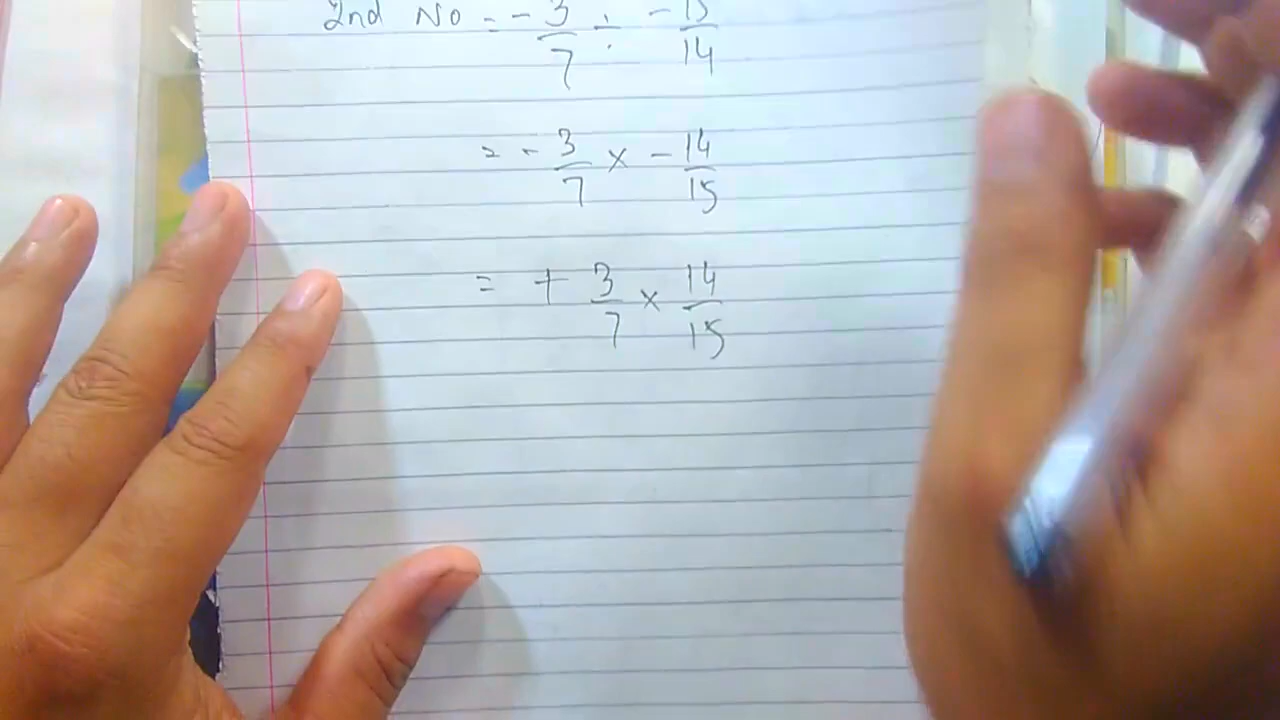 2nd No = -3/7 ÷ -15/14
= -3/7 × -14/15
= +3/7 × 14/15